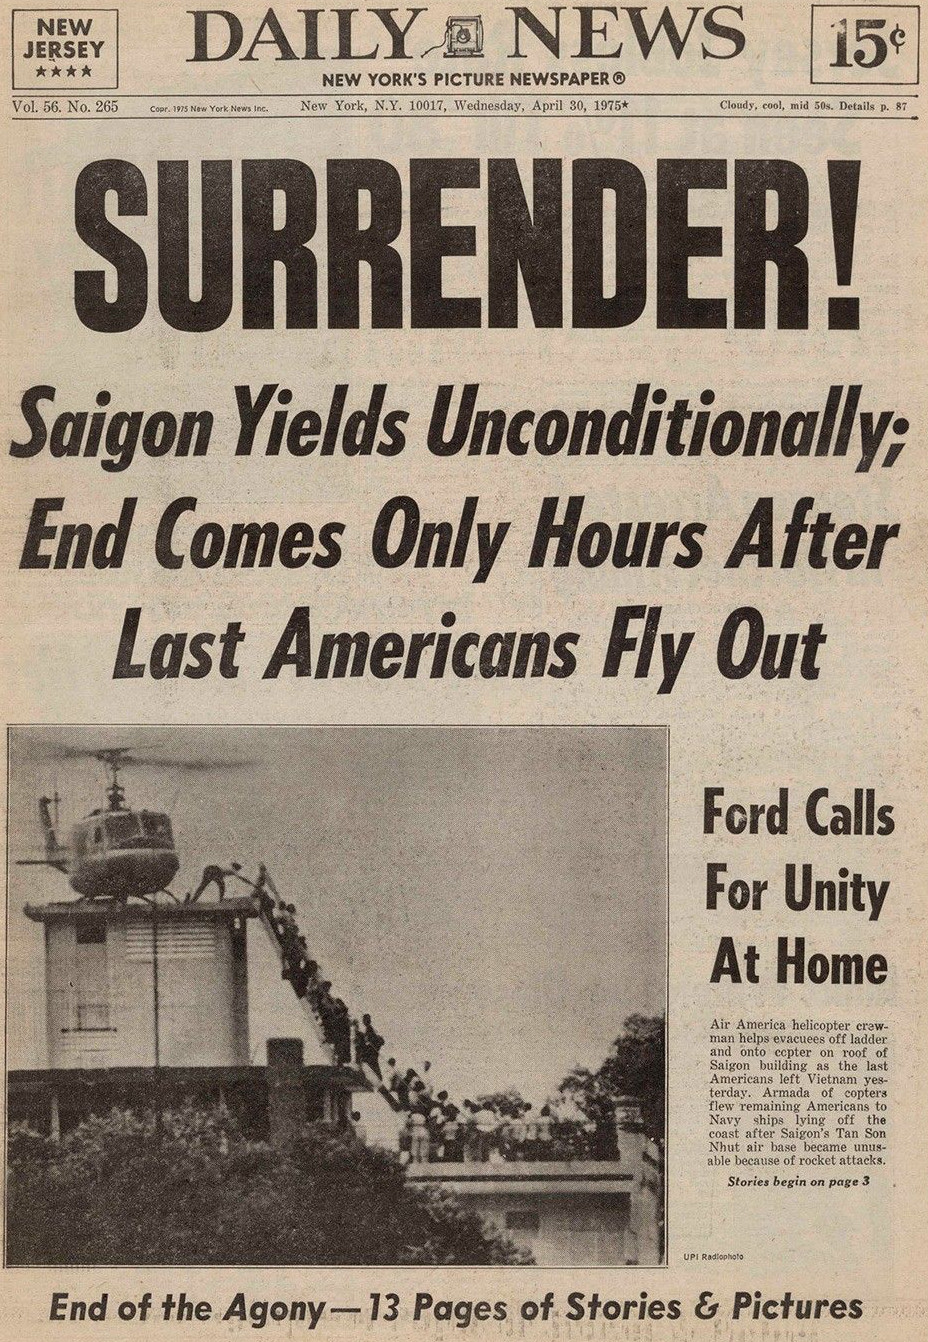 NEW
JERSEY
★★★★
DAILY NEWS
NEW YORK'S PICTURE NEWSPAPER®
15¢
Vol. 56. No. 265
Copr. 1975 New York News Inc.
New York, N.Y. 10017, Wednesday, April 30, 1975★
Cloudy, cool, mid 50s. Details p. 87
SURRENDER!
Saigon Yields Unconditionally;
End Comes Only Hours After
Last Americans Fly Out
Ford Calls
For Unity
At Home
Air America helicopter crew-
man helps evacuees off ladder
and onto copter on roof of
Saigon building as the last
Americans left Vietnam yes-
terday. Armada of copters
flew remaining Americans to
Navy ships lying off the
coast after Saigon's Tan Son
Nhut air base became unus-
able because of rocket attacks.
Stories begin on page 3
UPI Radiophoto
End of the Agony—13 Pages of Stories & Pictures